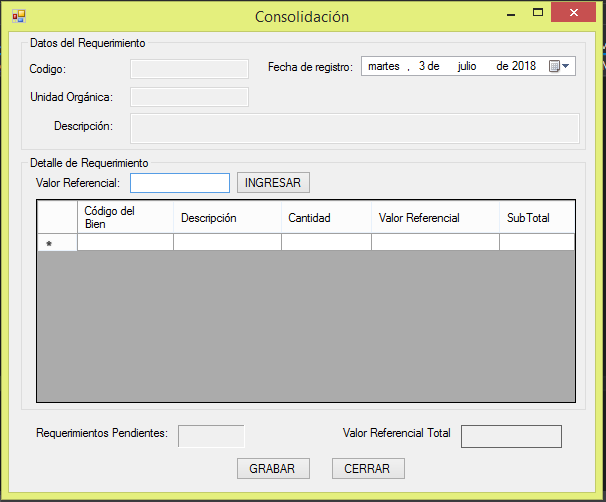 Consolidación
Datos del Requerimiento
Codigo:
Fecha de registro: martes , 3 de julio de 2018
Unidad Orgánica:
Descripción:
Detalle de Requerimiento
Valor Referencial: INGRESAR
Código del Bien Descripción Cantidad Valor Referencial SubTotal
*
Requerimientos Pendientes: Valor Referencial Total
GRABAR CERRAR